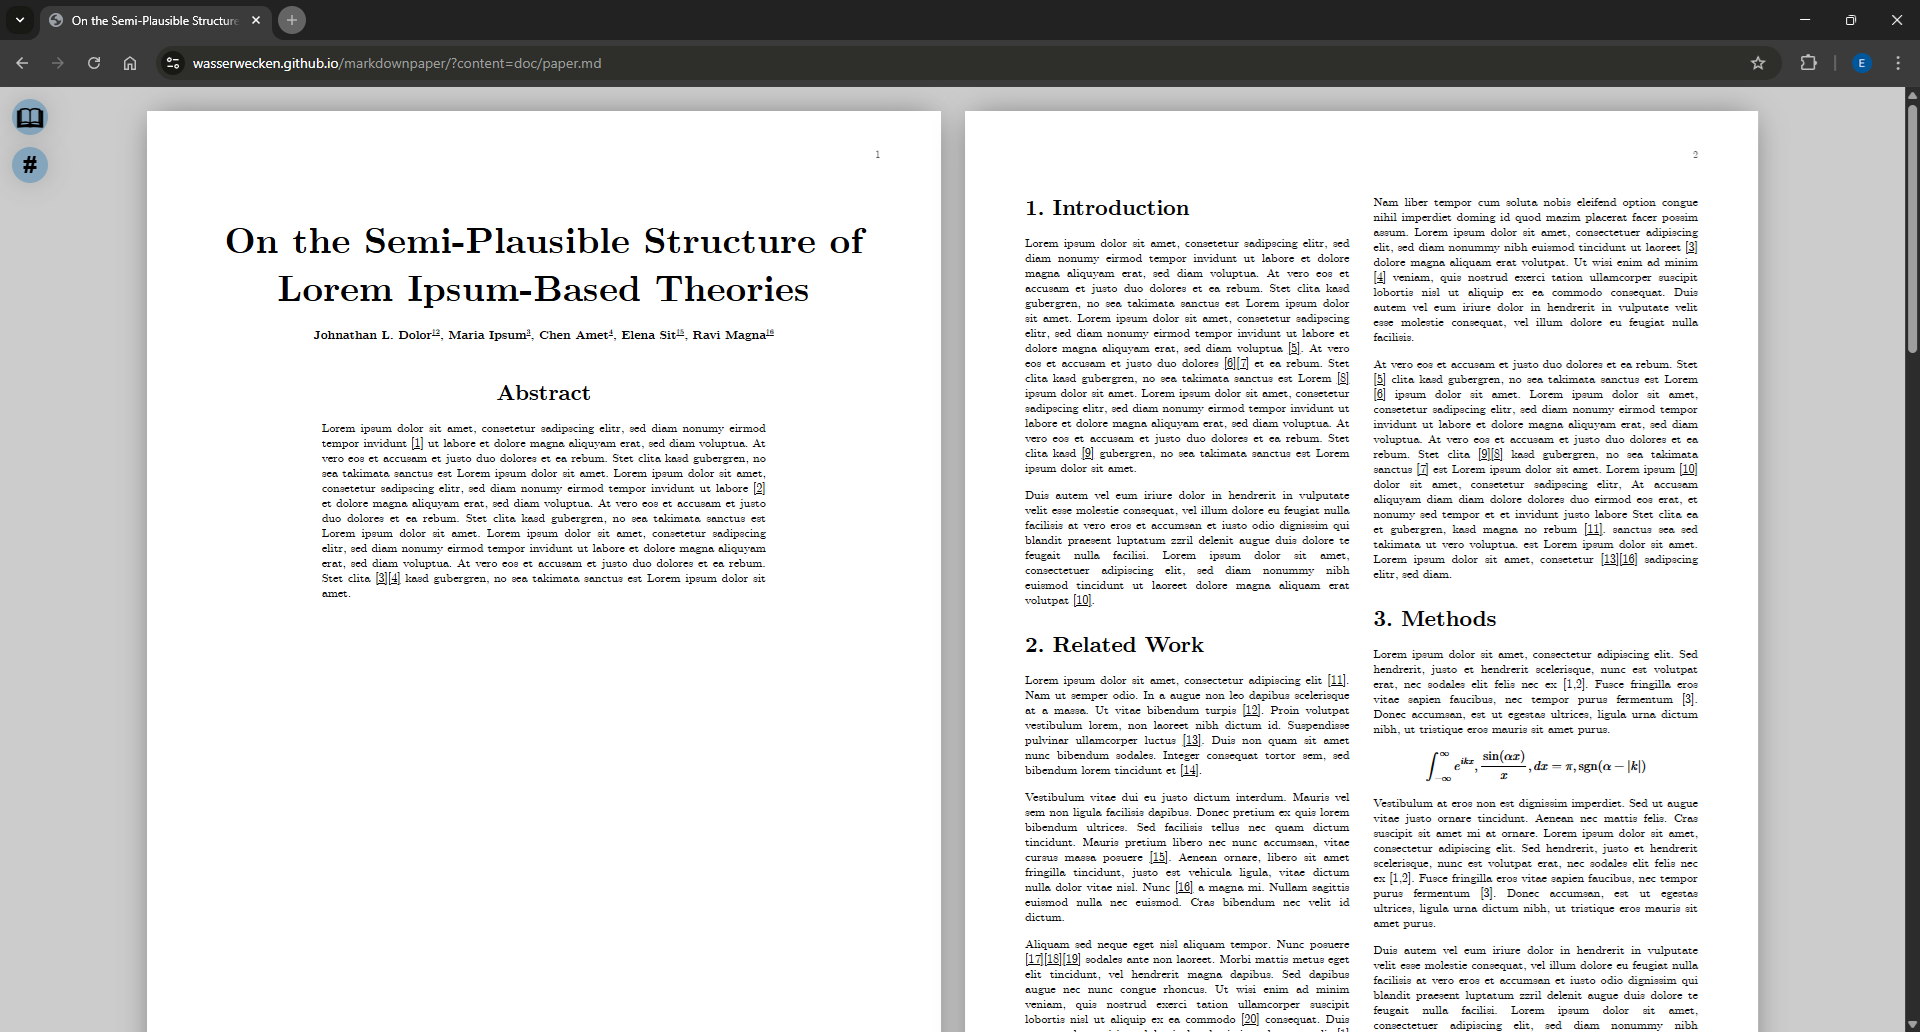 On the Semi-Plausible Structure
wasserwecken.github.io/markdownpaper/?content=doc/paper.md
E
#
1
On the Semi-Plausible Structure of
Lorem Ipsum-Based Theories
Johnathan L. Dolor12, Maria Ipsum3, Chen Amet4, Elena Sit15, Ravi Magna16
Abstract
Lorem ipsum dolor sit amet, consetetur sadipscing elitr, sed diam nonumy eirmod
tempor invidunt [1] ut labore et dolore magna aliquyam erat, sed diam voluptua. At
vero eos et accusam et justo duo dolores et ea rebum. Stet clita kasd gubergren, no
sea takimata sanctus est Lorem ipsum dolor sit amet. Lorem ipsum dolor sit amet,
consetetur sadipscing elitr, sed diam nonumy eirmod tempor invidunt ut labore [2]
et dolore magna aliquyam erat, sed diam voluptua. At vero eos et accusam et justo
duo dolores et ea rebum. Stet clita kasd gubergren, no sea takimata sanctus est
Lorem ipsum dolor sit amet. Lorem ipsum dolor sit amet, consetetur sadipscing
elitr, sed diam nonumy eirmod tempor invidunt ut labore et dolore magna aliquyam
erat, sed diam voluptua. At vero eos et accusam et justo duo dolores et ea rebum.
Stet clita [3][4] kasd gubergren, no sea takimata sanctus est Lorem ipsum dolor sit
amet.
2
1. Introduction
Lorem ipsum dolor sit amet, consetetur sadipscing elitr, sed
diam nonumy eirmod tempor invidunt ut labore et dolore
magna aliquyam erat, sed diam voluptua. At vero eos et
accusam et justo duo dolores et ea rebum. Stet clita kasd
gubergren, no sea takimata sanctus est Lorem ipsum dolor
sit amet. Lorem ipsum dolor sit amet, consetetur sadipscing
elitr, sed diam nonumy eirmod tempor invidunt ut labore et
dolore magna aliquyam erat, sed diam voluptua [5]. At vero
eos et accusam et justo duo dolores [6][7] et ea rebum. Stet
clita kasd gubergren, no sea takimata sanctus est Lorem [8]
ipsum dolor sit amet. Lorem ipsum dolor sit amet, consetetur
sadipscing elitr, sed diam nonumy eirmod tempor invidunt ut
labore et dolore magna aliquyam erat, sed diam voluptua. At
vero eos et accusam et justo duo dolores et ea rebum. Stet
clita kasd [9] gubergren, no sea takimata sanctus est Lorem
ipsum dolor sit amet.
Duis autem vel eum iriure dolor in hendrerit in vulputate
velit esse molestie consequat, vel illum dolore eu feugiat nulla
facilisis at vero eros et accumsan et iusto odio dignissim qui
blandit praesent luptatum zzril delenit augue duis dolore te
feugait nulla facilisi. Lorem ipsum dolor sit amet,
consectetuer adipiscing elit, sed diam nonummy nibh
euismod tincidunt ut laoreet dolore magna aliquam erat
volutpat [10].
2. Related Work
Lorem ipsum dolor sit amet, consectetur adipiscing elit [11].
Nam ut semper odio. In a augue non leo dapibus scelerisque
at a massa. Ut vitae bibendum turpis [12]. Proin volutpat
vestibulum lorem, non laoreet nibh dictum id. Suspendisse
pulvinar ullamcorper luctus [13]. Duis non quam sit amet
nunc bibendum sodales. Integer consequat tortor sem, sed
bibendum lorem tincidunt et [14].
Vestibulum vitae dui eu justo dictum interdum. Mauris vel
sem non ligula facilisis dapibus. Donec pretium ex quis lorem
bibendum ultrices. Sed facilisis tellus nec quam dictum
tincidunt. Mauris pretium libero nec nunc accumsan, vitae
cursus massa posuere [15]. Aenean ornare, libero sit amet
fringilla tincidunt, justo est vehicula ligula, vitae dictum
nulla dolor vitae nisl. Nunc [16] a magna mi. Nullam sagittis
euismod nulla nec euismod. Cras bibendum nec velit id
dictum.
Aliquam sed neque eget nisl aliquam tempor. Nunc posuere
[17][18][19] sodales ante non laoreet. Morbi mattis metus eget
elit tincidunt, vel hendrerit magna dapibus. Sed dapibus
augue nec nunc congue rhoncus. Ut wisi enim ad minim
veniam, quis nostrud exerci tation ullamcorper suscipit
lobortis nisl ut aliquip ex ea commodo [20] consequat. Duis
Nam liber tempor cum soluta nobis eleifend option congue
nihil imperdiet doming id quod mazim placerat facer possim
assum. Lorem ipsum dolor sit amet, consectetuer adipiscing
elit, sed diam nonummy nibh euismod tincidunt ut laoreet [3]
dolore magna aliquam erat volutpat. Ut wisi enim ad minim
[4] veniam, quis nostrud exerci tation ullamcorper suscipit
lobortis nisl ut aliquip ex ea commodo consequat. Duis
autem vel eum iriure dolor in hendrerit in vulputate velit
esse molestie consequat, vel illum dolore eu feugiat nulla
facilisis.
At vero eos et accusam et justo duo dolores et ea rebum. Stet
[5] clita kasd gubergren, no sea takimata sanctus est Lorem
[6] ipsum dolor sit amet. Lorem ipsum dolor sit amet,
consetetur sadipscing elitr, sed diam nonumy eirmod tempor
invidunt ut labore et dolore magna aliquyam erat, sed diam
voluptua. At vero eos et accusam et justo duo dolores et ea
rebum. Stet clita [9][8] kasd gubergren, no sea takimata
sanctus [7] est Lorem ipsum dolor sit amet. Lorem ipsum [10]
dolor sit amet, consetetur sadipscing elitr, At accusam
aliquyam diam diam dolore dolores duo eirmod eos erat, et
nonumy sed tempor et et invidunt justo labore Stet clita ea
et gubergren, kasd magna no rebum [11]. sanctus sea sed
takimata ut vero voluptua. est Lorem ipsum dolor sit amet.
Lorem ipsum dolor sit amet, consetetur [13][16] sadipscing
elitr, sed diam.
3. Methods
Lorem ipsum dolor sit amet, consectetur adipiscing elit. Sed
hendrerit, justo et hendrerit scelerisque, nunc est volutpat
erat, nec sodales elit felis nec ex [1,2]. Fusce fringilla eros
vitae sapien faucibus, nec tempor purus fermentum [3].
Donec accumsan, est ut egestas ultrices, ligula urna dictum
nibh, ut tristique eros mauris sit amet purus.
∫−∞∞ eikx, sin(αx)/x, dx = π, sgn(α − |k|)
Vestibulum at eros non est dignissim imperdiet. Sed ut augue
vitae justo ornare tincidunt. Aenean nec mattis felis. Cras
suscipit sit amet mi at ornare. Lorem ipsum dolor sit amet,
consectetur adipiscing elit. Sed hendrerit, justo et hendrerit
scelerisque, nunc est volutpat erat, nec sodales elit felis nec
ex [1,2]. Fusce fringilla eros vitae sapien faucibus, nec tempor
purus fermentum [3]. Donec accumsan, est ut egestas
ultrices, ligula urna dictum nibh, ut tristique eros mauris sit
amet purus.
Duis autem vel eum iriure dolor in hendrerit in vulputate
velit esse molestie consequat, vel illum dolore eu feugiat nulla
facilisis at vero eros et accumsan et iusto odio dignissim qui
blandit praesent luptatum zzril delenit augue duis dolore te
feugait nulla facilisi. Lorem ipsum dolor sit amet,
consectetuer adipiscing elit, sed diam nonummy nibh